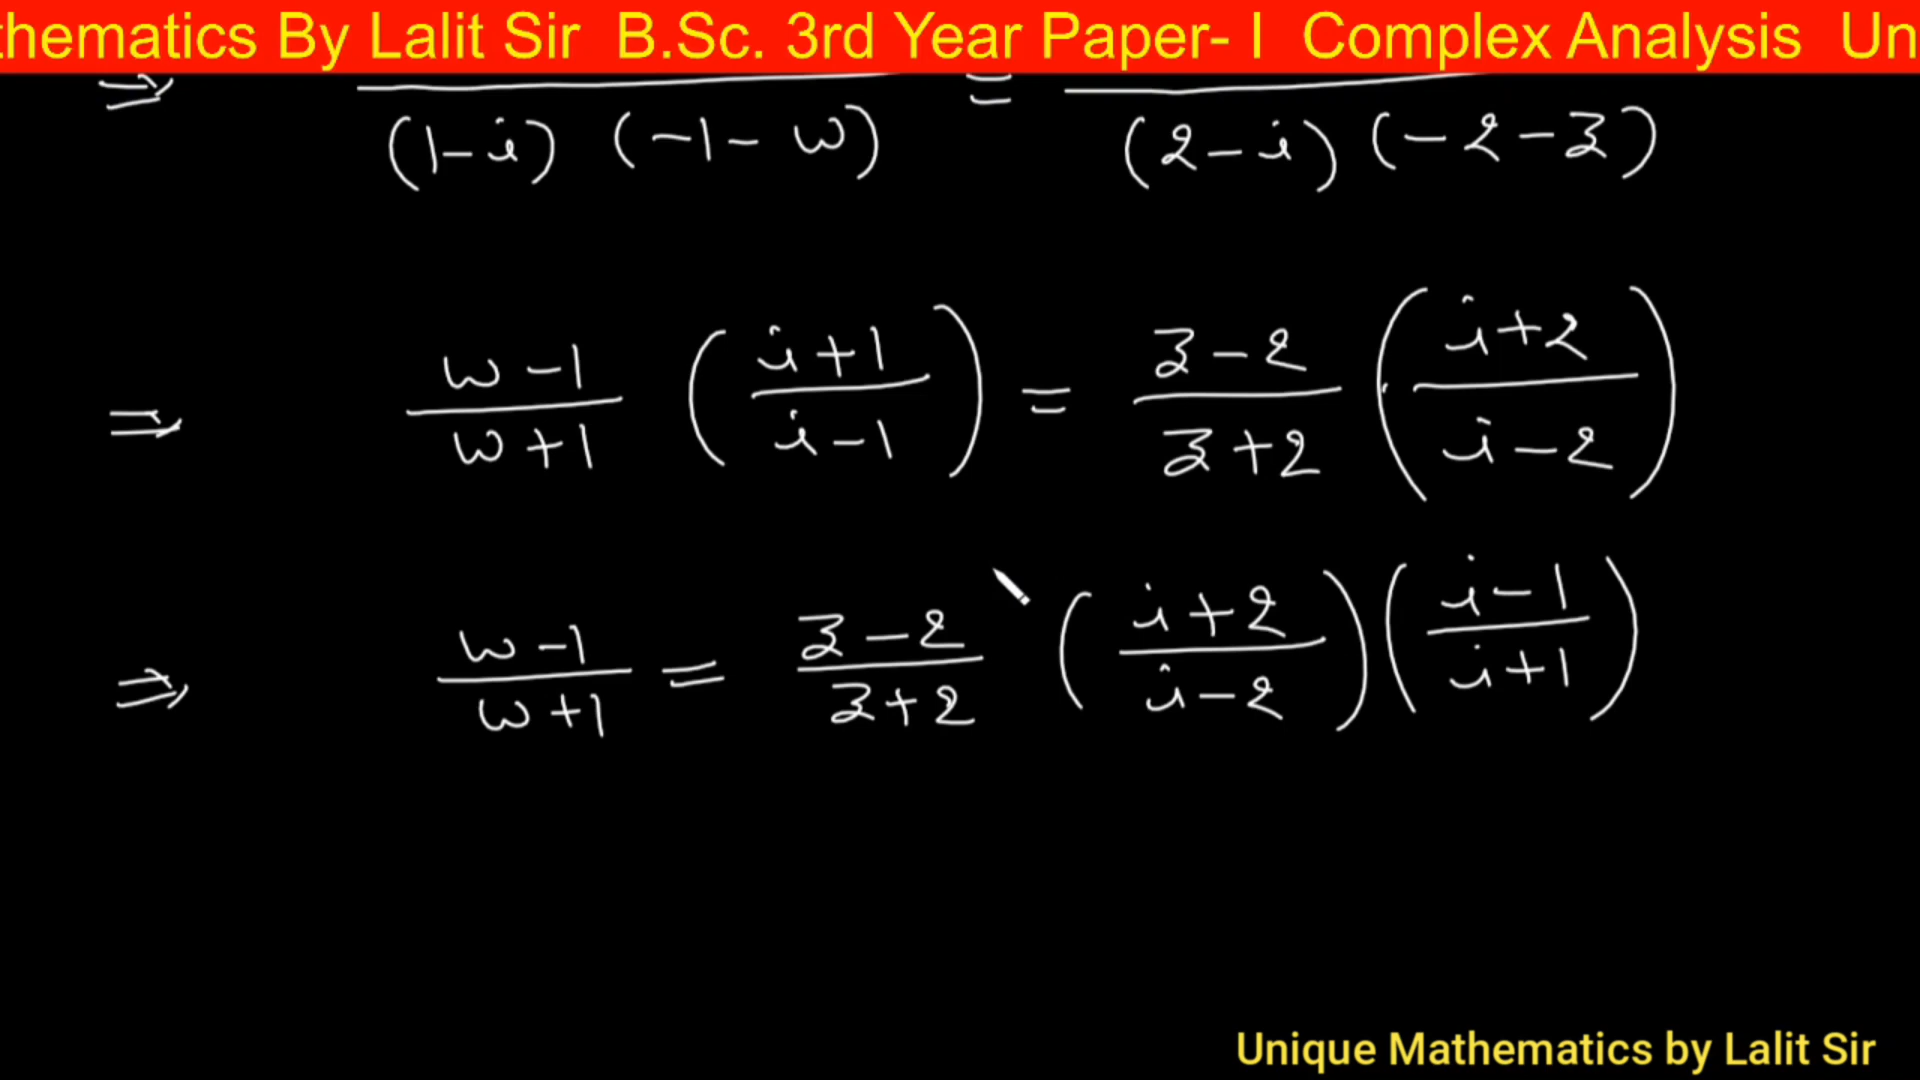 thematics By Lalit Sir B.Sc. 3rd Year Paper- I Complex Analysis Un
⇒ ――― = ―――
(1-i) (-1-w) (2-i) (-2-z)
⇒ (w-1)/(w+1) ((i+1)/(i-1)) = (z-2)/(z+2) ((i+2)/(i-2))
⇒ (w-1)/(w+1) = (z-2)/(z+2) ((i+2)/(i-2)) ((i-1)/(i+1))
Unique Mathematics by Lalit Sir